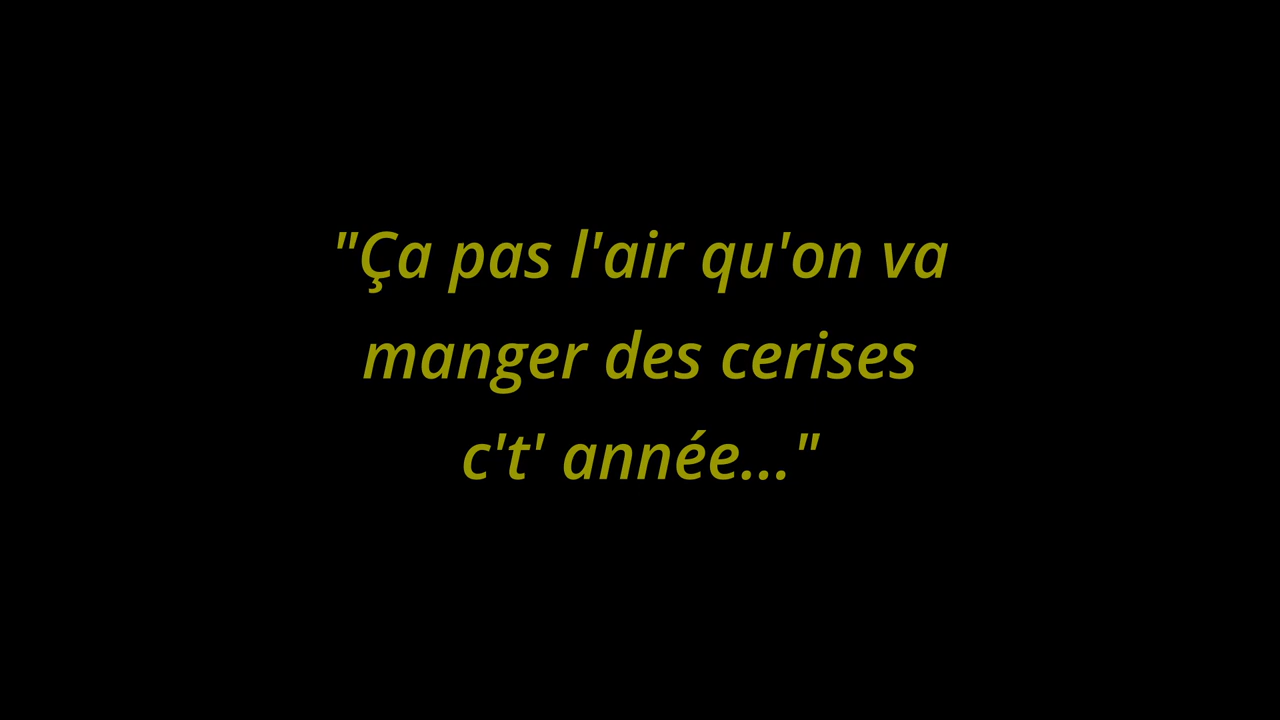 "Ça pas l'air qu'on va
manger des cerises
c't' année..."